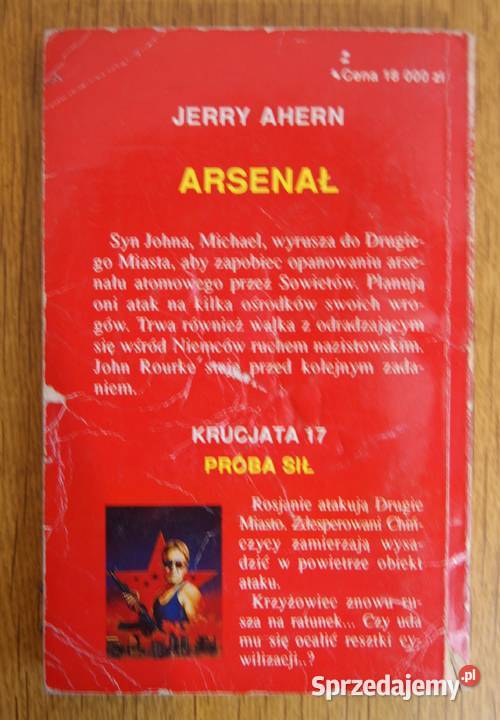 2
Cena 18 000 zł
JERRY AHERN
ARSENAŁ
Syn Johna, Michael, wyrusza do Drugie-
go Miasta, aby zapobiec opanowaniu arse-
nału atomowego przez Sowietów. Planują
oni atak na kilka ośrodków swoich wro-
gów. Trwa również walka z odradzającym
się wśród Niemców ruchem nazistowskim.
John Rourke staje przed kolejnym zada-
niem.
KRUCJATA 17
PRÓBA SIŁ
Rosjanie atakują Drugie
Miasto. Zdesperowani Chiń-
czycy zamierzają wysa-
dzić w powietrze obiekt
ataku.
Krzyżowiec znowu ru-
sza na ratunek... Czy uda
mu się ocalić resztki cy-
wilizacji..?
Sprzedajemy.pl